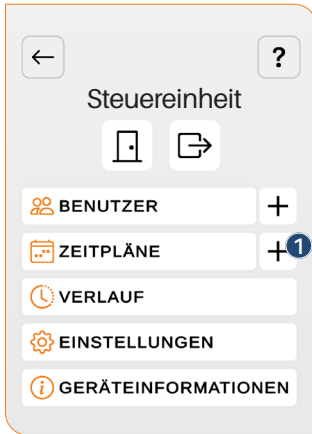 ?
Steuereinheit
BENUTZER +
ZEITPLÄNE + 1
VERLAUF
EINSTELLUNGEN
GERÄTEINFORMATIONEN